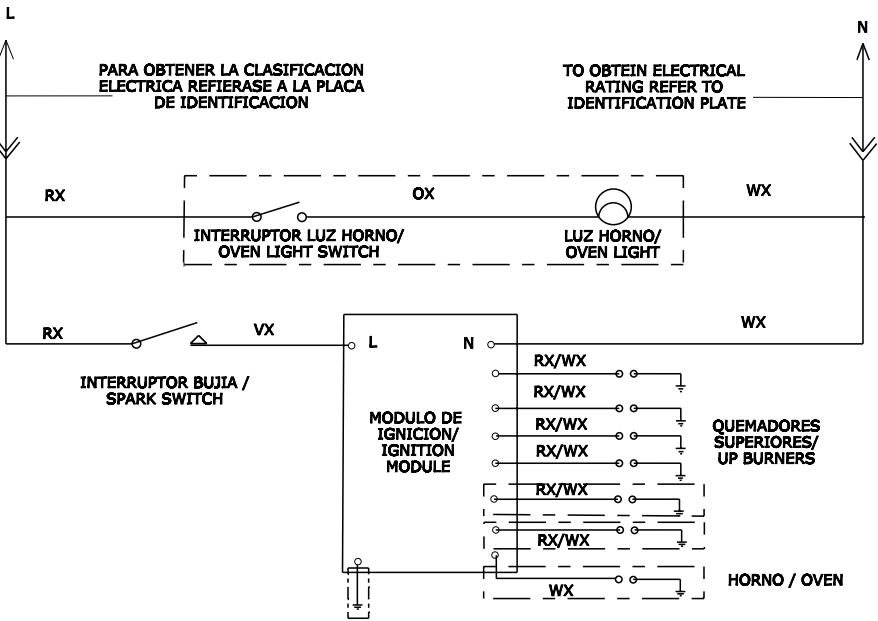 L
N
PARA OBTENER LA CLASIFICACION
ELECTRICA REFIERASE A LA PLACA
DE IDENTIFICACION
TO OBTEIN ELECTRICAL
RATING REFER TO
IDENTIFICATION PLATE
RX
OX
WX
INTERRUPTOR LUZ HORNO/
OVEN LIGHT SWITCH
LUZ HORNO/
OVEN LIGHT
RX
VX
L
N
WX
INTERRUPTOR BUJIA /
SPARK SWITCH
MODULO DE
IGNICION/
IGNITION
MODULE
RX/WX
RX/WX
RX/WX
RX/WX
RX/WX
RX/WX
WX
QUEMADORES
SUPERIORES/
UP BURNERS
HORNO / OVEN